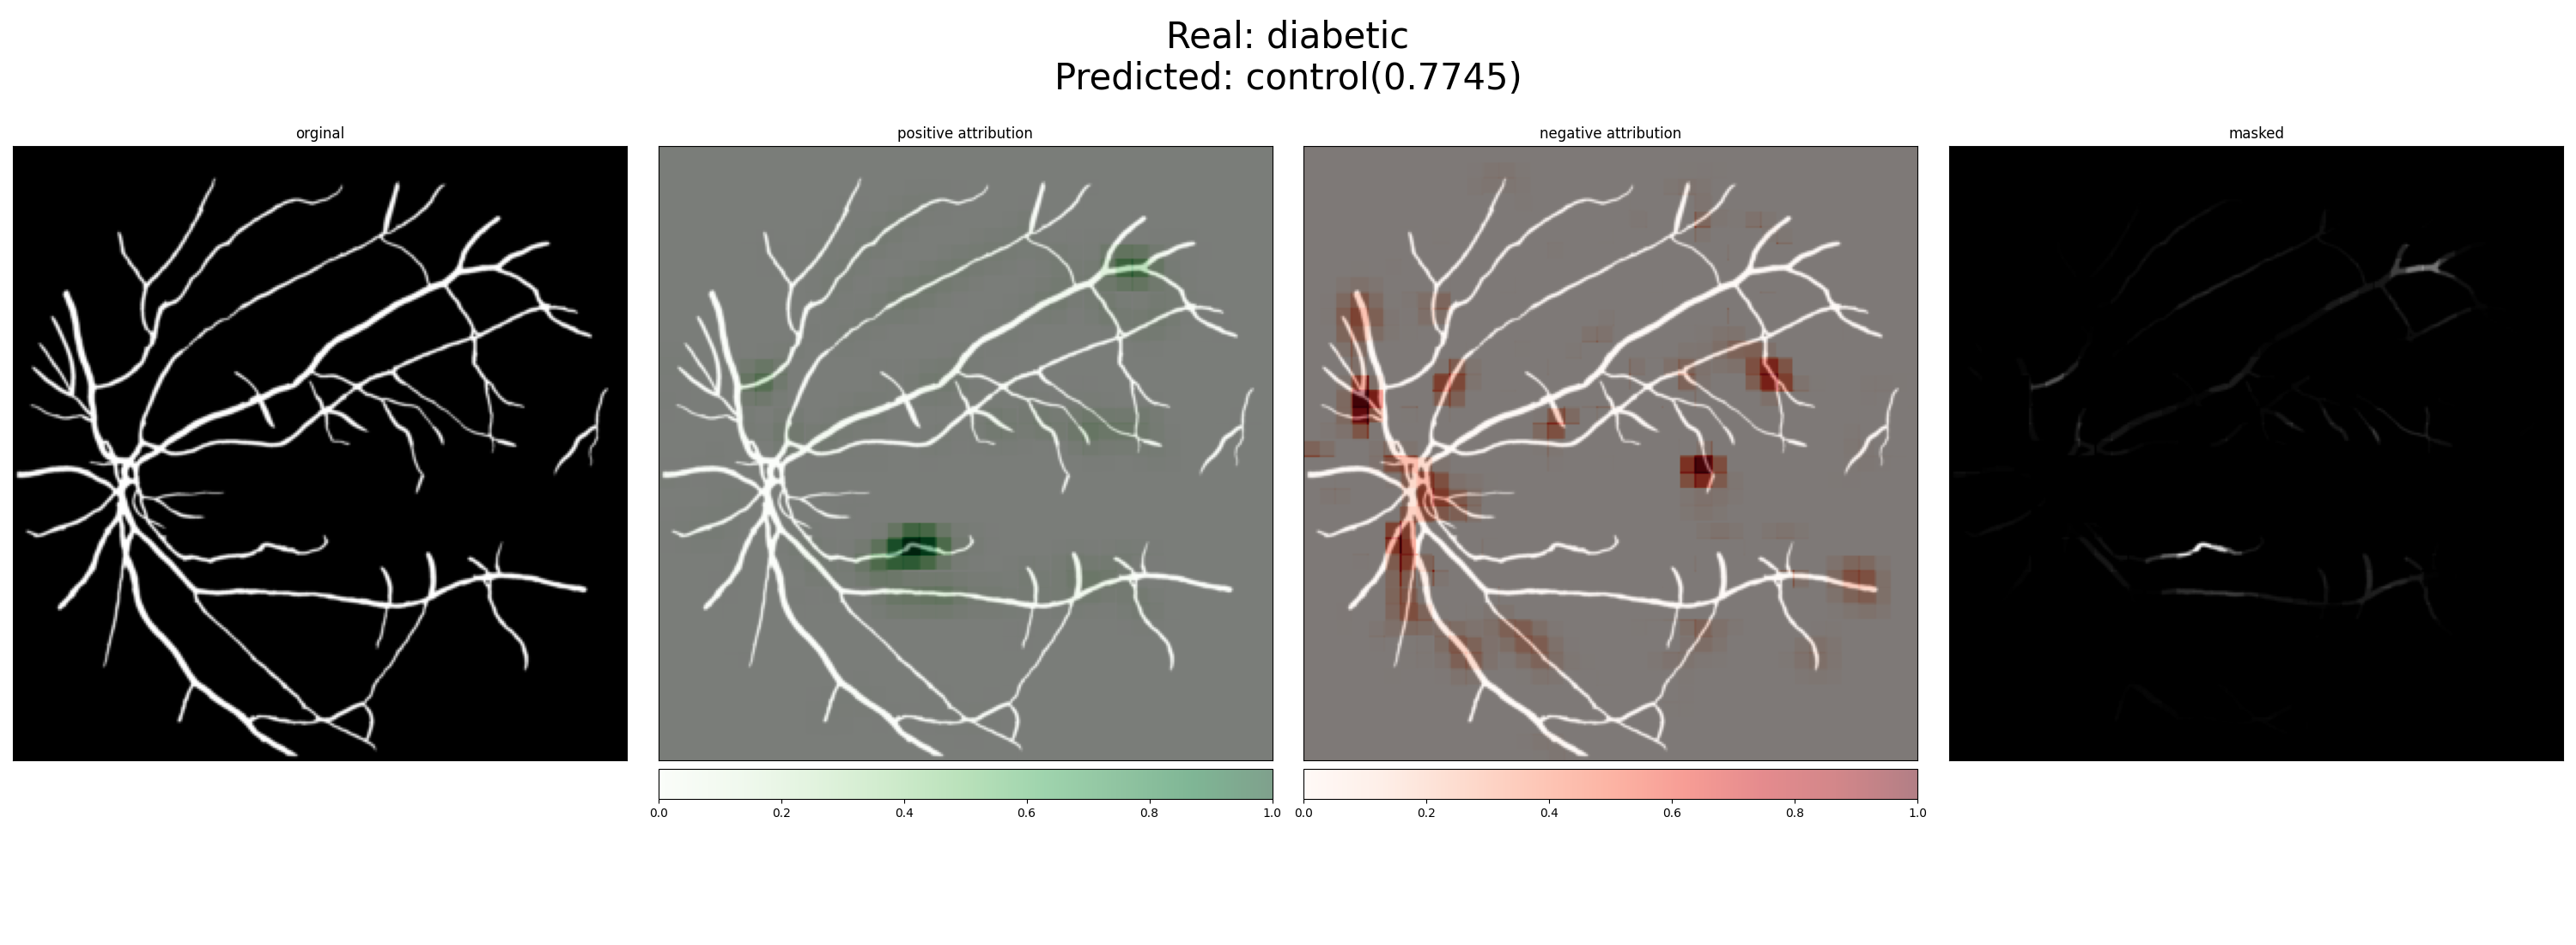 Real: diabetic
Predicted: control(0.7745)
orginal
positive attribution
negative attribution
masked
0.0 0.2 0.4 0.6 0.8 1.0
0.0 0.2 0.4 0.6 0.8 1.0